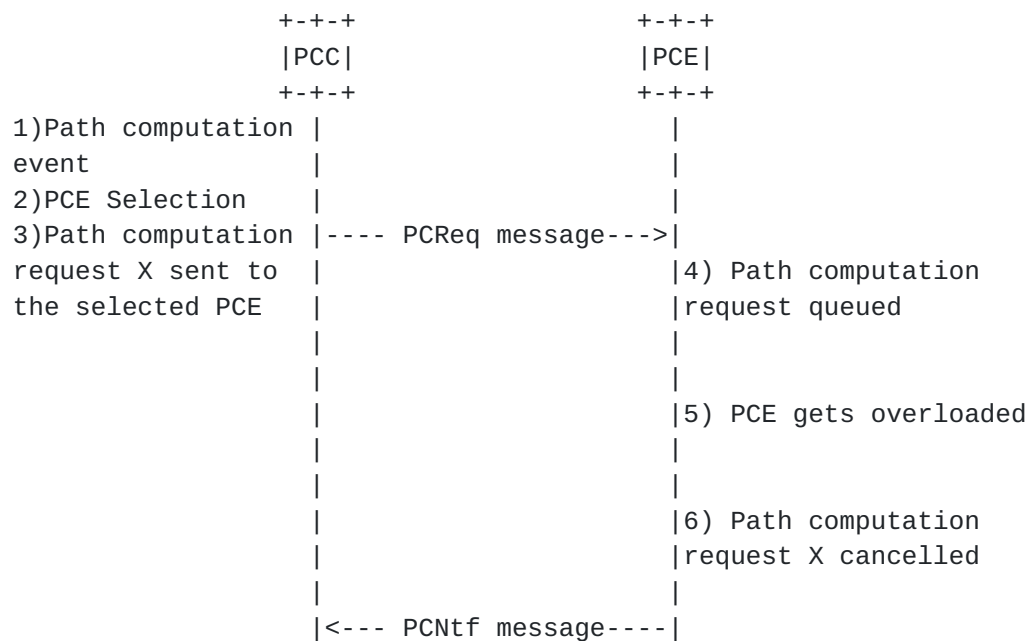 +-+-+                   +-+-+
                  |PCC|                   |PCE|
                  +-+-+                   +-+-+
1)Path computation |                       |
event              |                       |
2)PCE Selection    |                       |
3)Path computation |---- PCReq message--->|
request X sent to  |                       |4) Path computation
the selected PCE   |                       |request queued
                   |                       |
                   |                       |
                   |                       |5) PCE gets overloaded
                   |                       |
                   |                       |
                   |                       |6) Path computation
                   |                       |request X cancelled
                   |                       |
                   |<--- PCNtf message----|